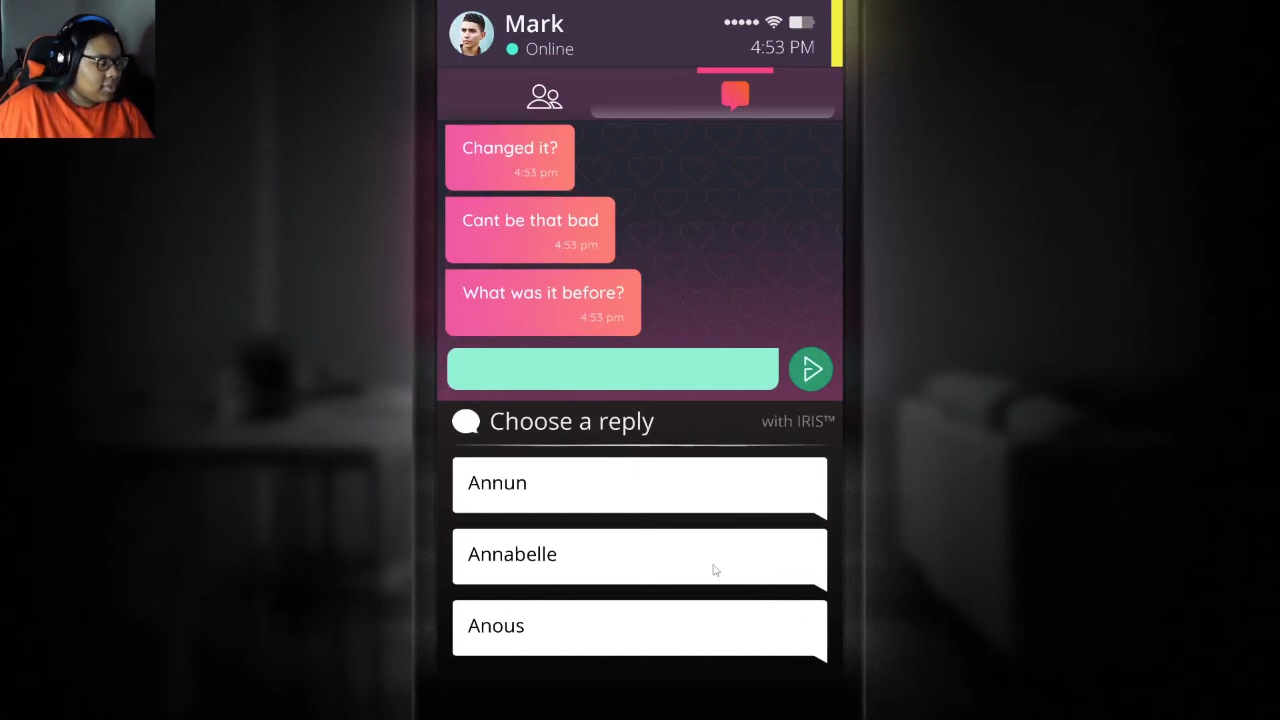 Mark
Online
4:53 PM
Changed it?
4:53 pm
Cant be that bad
4:53 pm
What was it before?
4:53 pm
Choose a reply
with IRIS™
Annun
Annabelle
Anous